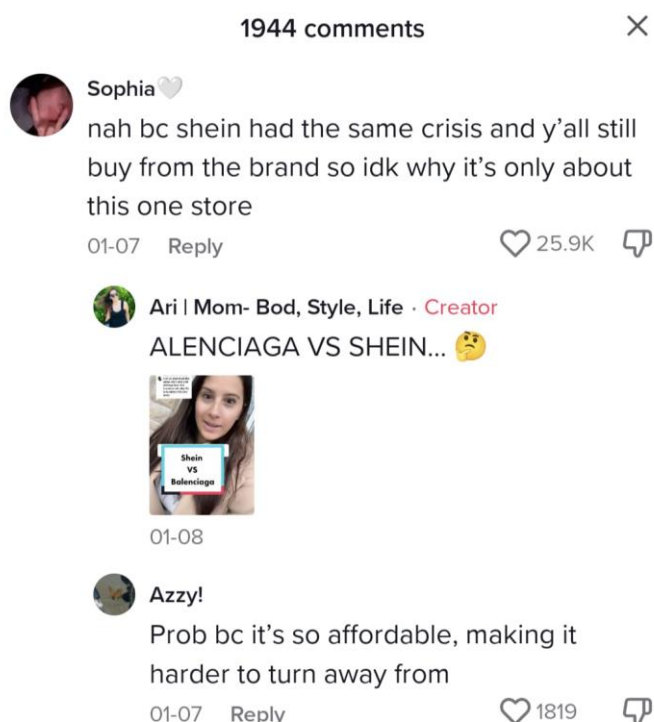 1944 comments
Sophia🤍
nah bc shein had the same crisis and y'all still
buy from the brand so idk why it's only about
this one store
01-07 Reply 25.9K
Ari | Mom- Bod, Style, Life · Creator
ALENCIAGA VS SHEIN... 🤔
Shein
VS
Balenciaga
01-08
Azzy!
Prob bc it's so affordable, making it
harder to turn away from
01-07 Reply 1819